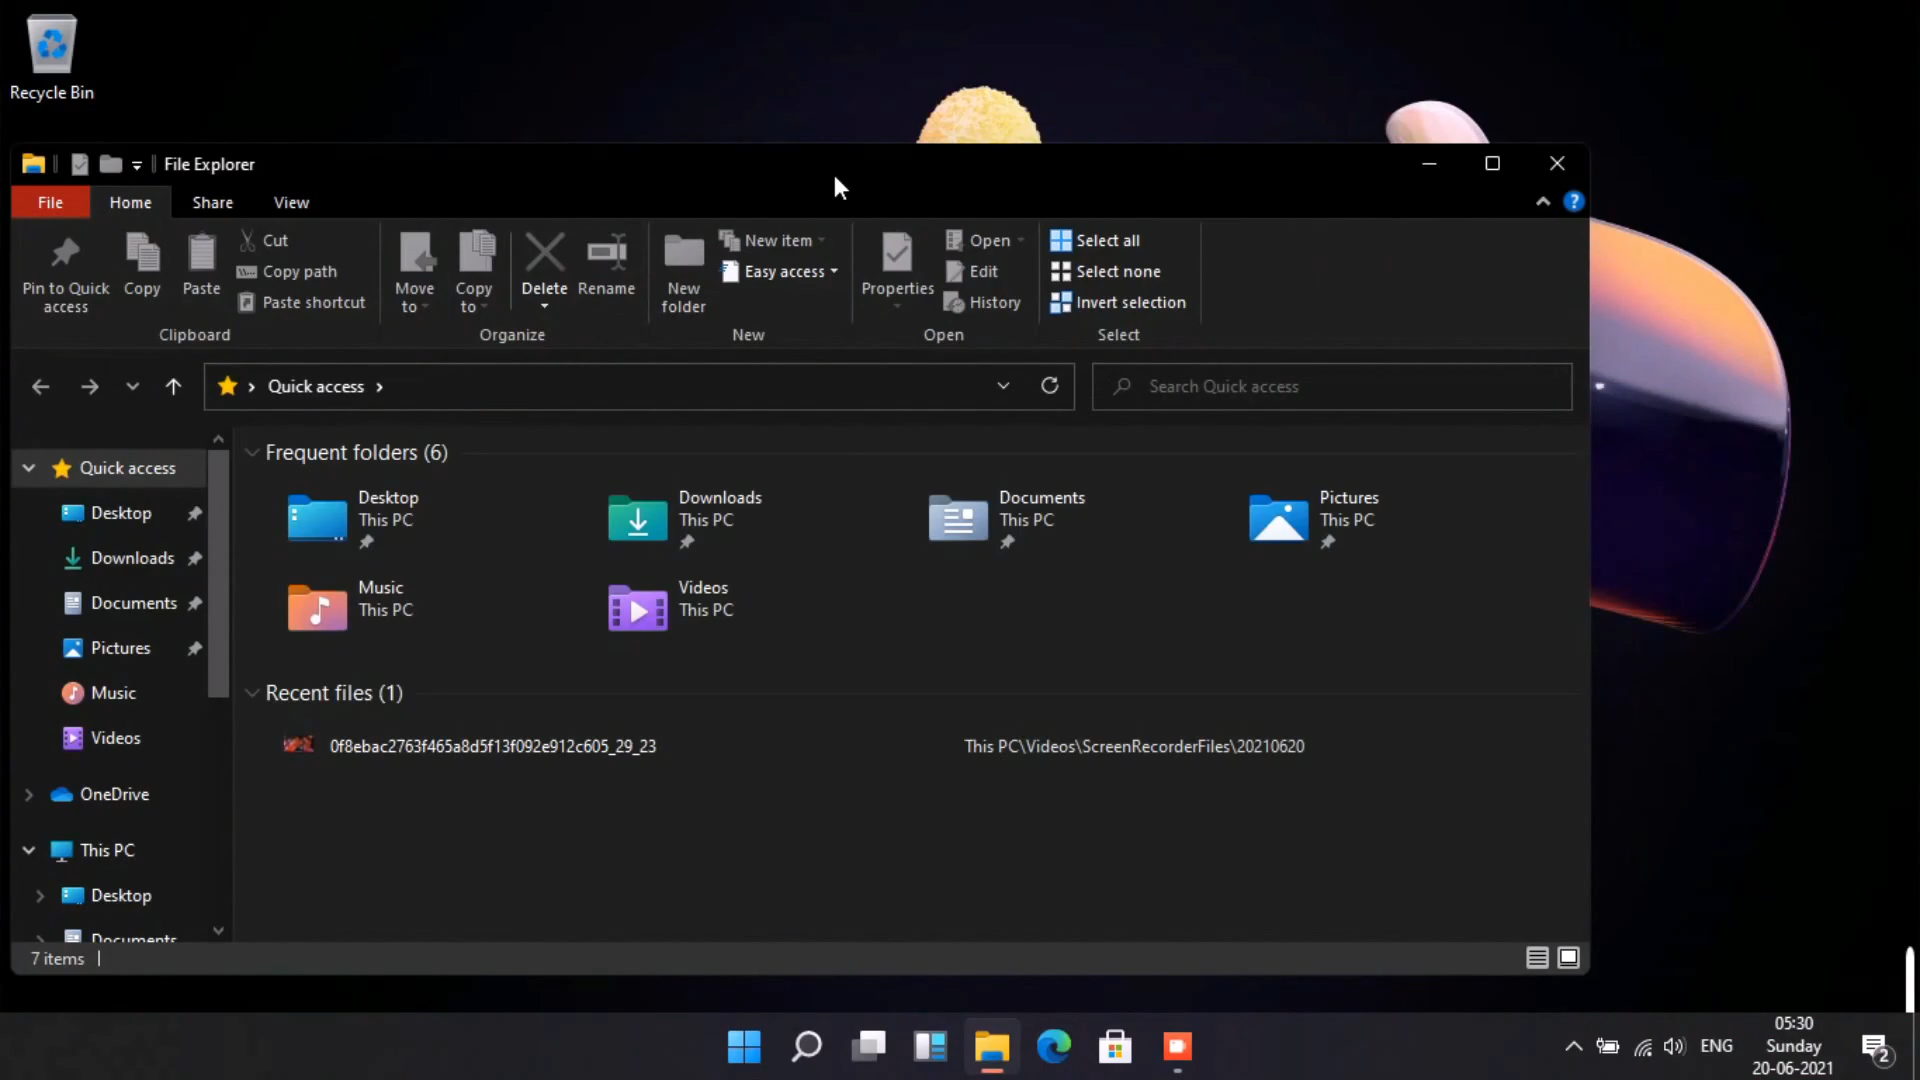 Recycle Bin
File Explorer
File
Home
Share
View
Pin to Quick
access
Copy
Paste
Cut
Copy path
Paste shortcut
Clipboard
Move
to
Copy
to
Delete
Rename
Organize
New
folder
New item
Easy access
New
Properties
Open
Edit
History
Open
Select all
Select none
Invert selection
Select
Quick access
Search Quick access
Quick access
Desktop
Downloads
Documents
Pictures
Music
Videos
OneDrive
This PC
Desktop
Documents
7 items
Frequent folders (6)
Desktop
This PC
Downloads
This PC
Documents
This PC
Pictures
This PC
Music
This PC
Videos
This PC
Recent files (1)
0f8ebac2763f465a8d5f13f092e912c605_29_23
This PC\Videos\ScreenRecorderFiles\20210620
ENG
05:30
Sunday
20-06-2021
2